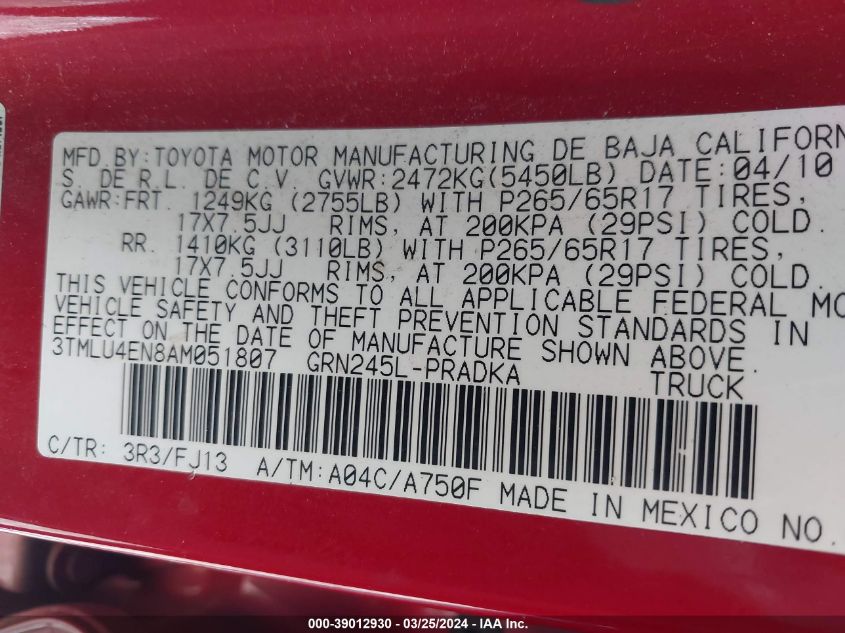 MFD.BY:TOYOTA MOTOR MANUFACTURING DE BAJA CALIFORN
S. DE R.L. DE C.V. GVWR:2472KG(5450LB) DATE:04/10
GAWR:FRT. 1249KG (2755LB) WITH P265/65R17 TIRES,
17X7.5JJ RIMS, AT 200KPA (29PSI) COLD.
RR. 1410KG (3110LB) WITH P265/65R17 TIRES,
17X7.5JJ RIMS, AT 200KPA (29PSI) COLD.
THIS VEHICLE CONFORMS TO ALL APPLICABLE FEDERAL MO
VEHICLE SAFETY AND THEFT PREVENTION STANDARDS IN
EFFECT ON THE DATE OF MANUFACTURE SHOWN ABOVE.
3TMLU4EN8AM051807 GRN245L-PRADKA TRUCK
C/TR: 3R3/FJ13 A/TM:A04C/A750F MADE IN MEXICO NO.
000-39012930 - 03/25/2024 - IAA Inc.